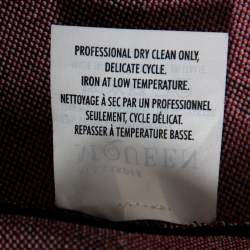 PROFESSIONAL DRY CLEAN ONLY,
DELICATE CYCLE.
IRON AT LOW TEMPERATURE.
NETTOYAGE À SEC PAR UN PROFESSIONNEL
SEULEMENT, CYCLE DÉLICAT.
REPASSER À TEMPERATURE BASSE.
McQUEEN